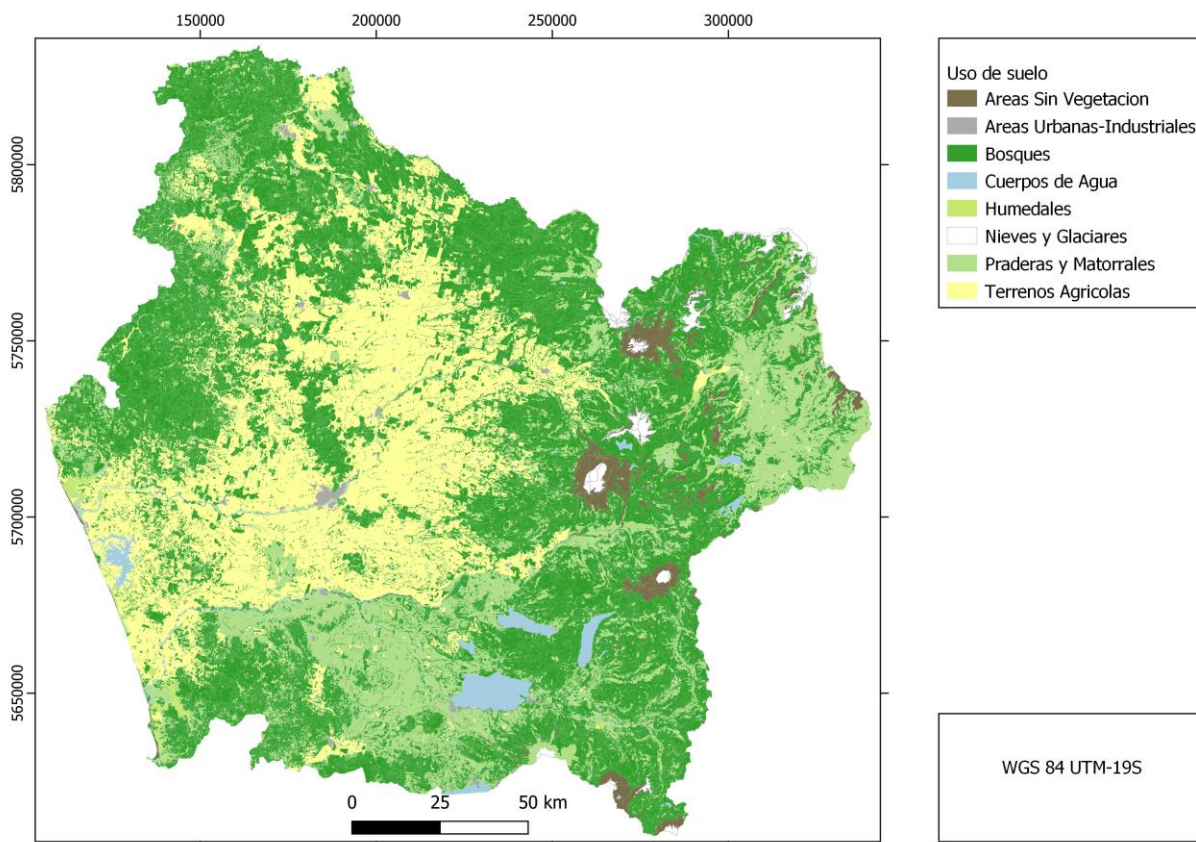 150000 200000 250000 300000
5800000
5750000
5700000
5650000
0 25 50 km
Uso de suelo
Areas Sin Vegetacion
Areas Urbanas-Industriales
Bosques
Cuerpos de Agua
Humedales
Nieves y Glaciares
Praderas y Matorrales
Terrenos Agricolas
WGS 84 UTM-19S